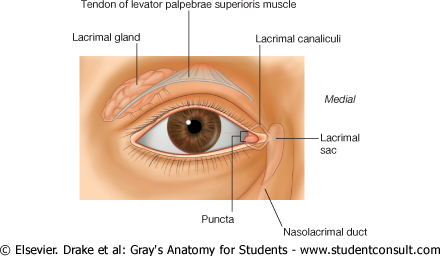 Tendon of levator palpebrae superioris muscle
Lacrimal gland
Lacrimal canaliculi
Medial
Lacrimal
sac
Puncta
Nasolacrimal duct
© Elsevier. Drake et al: Gray's Anatomy for Students - www.studentconsult.com